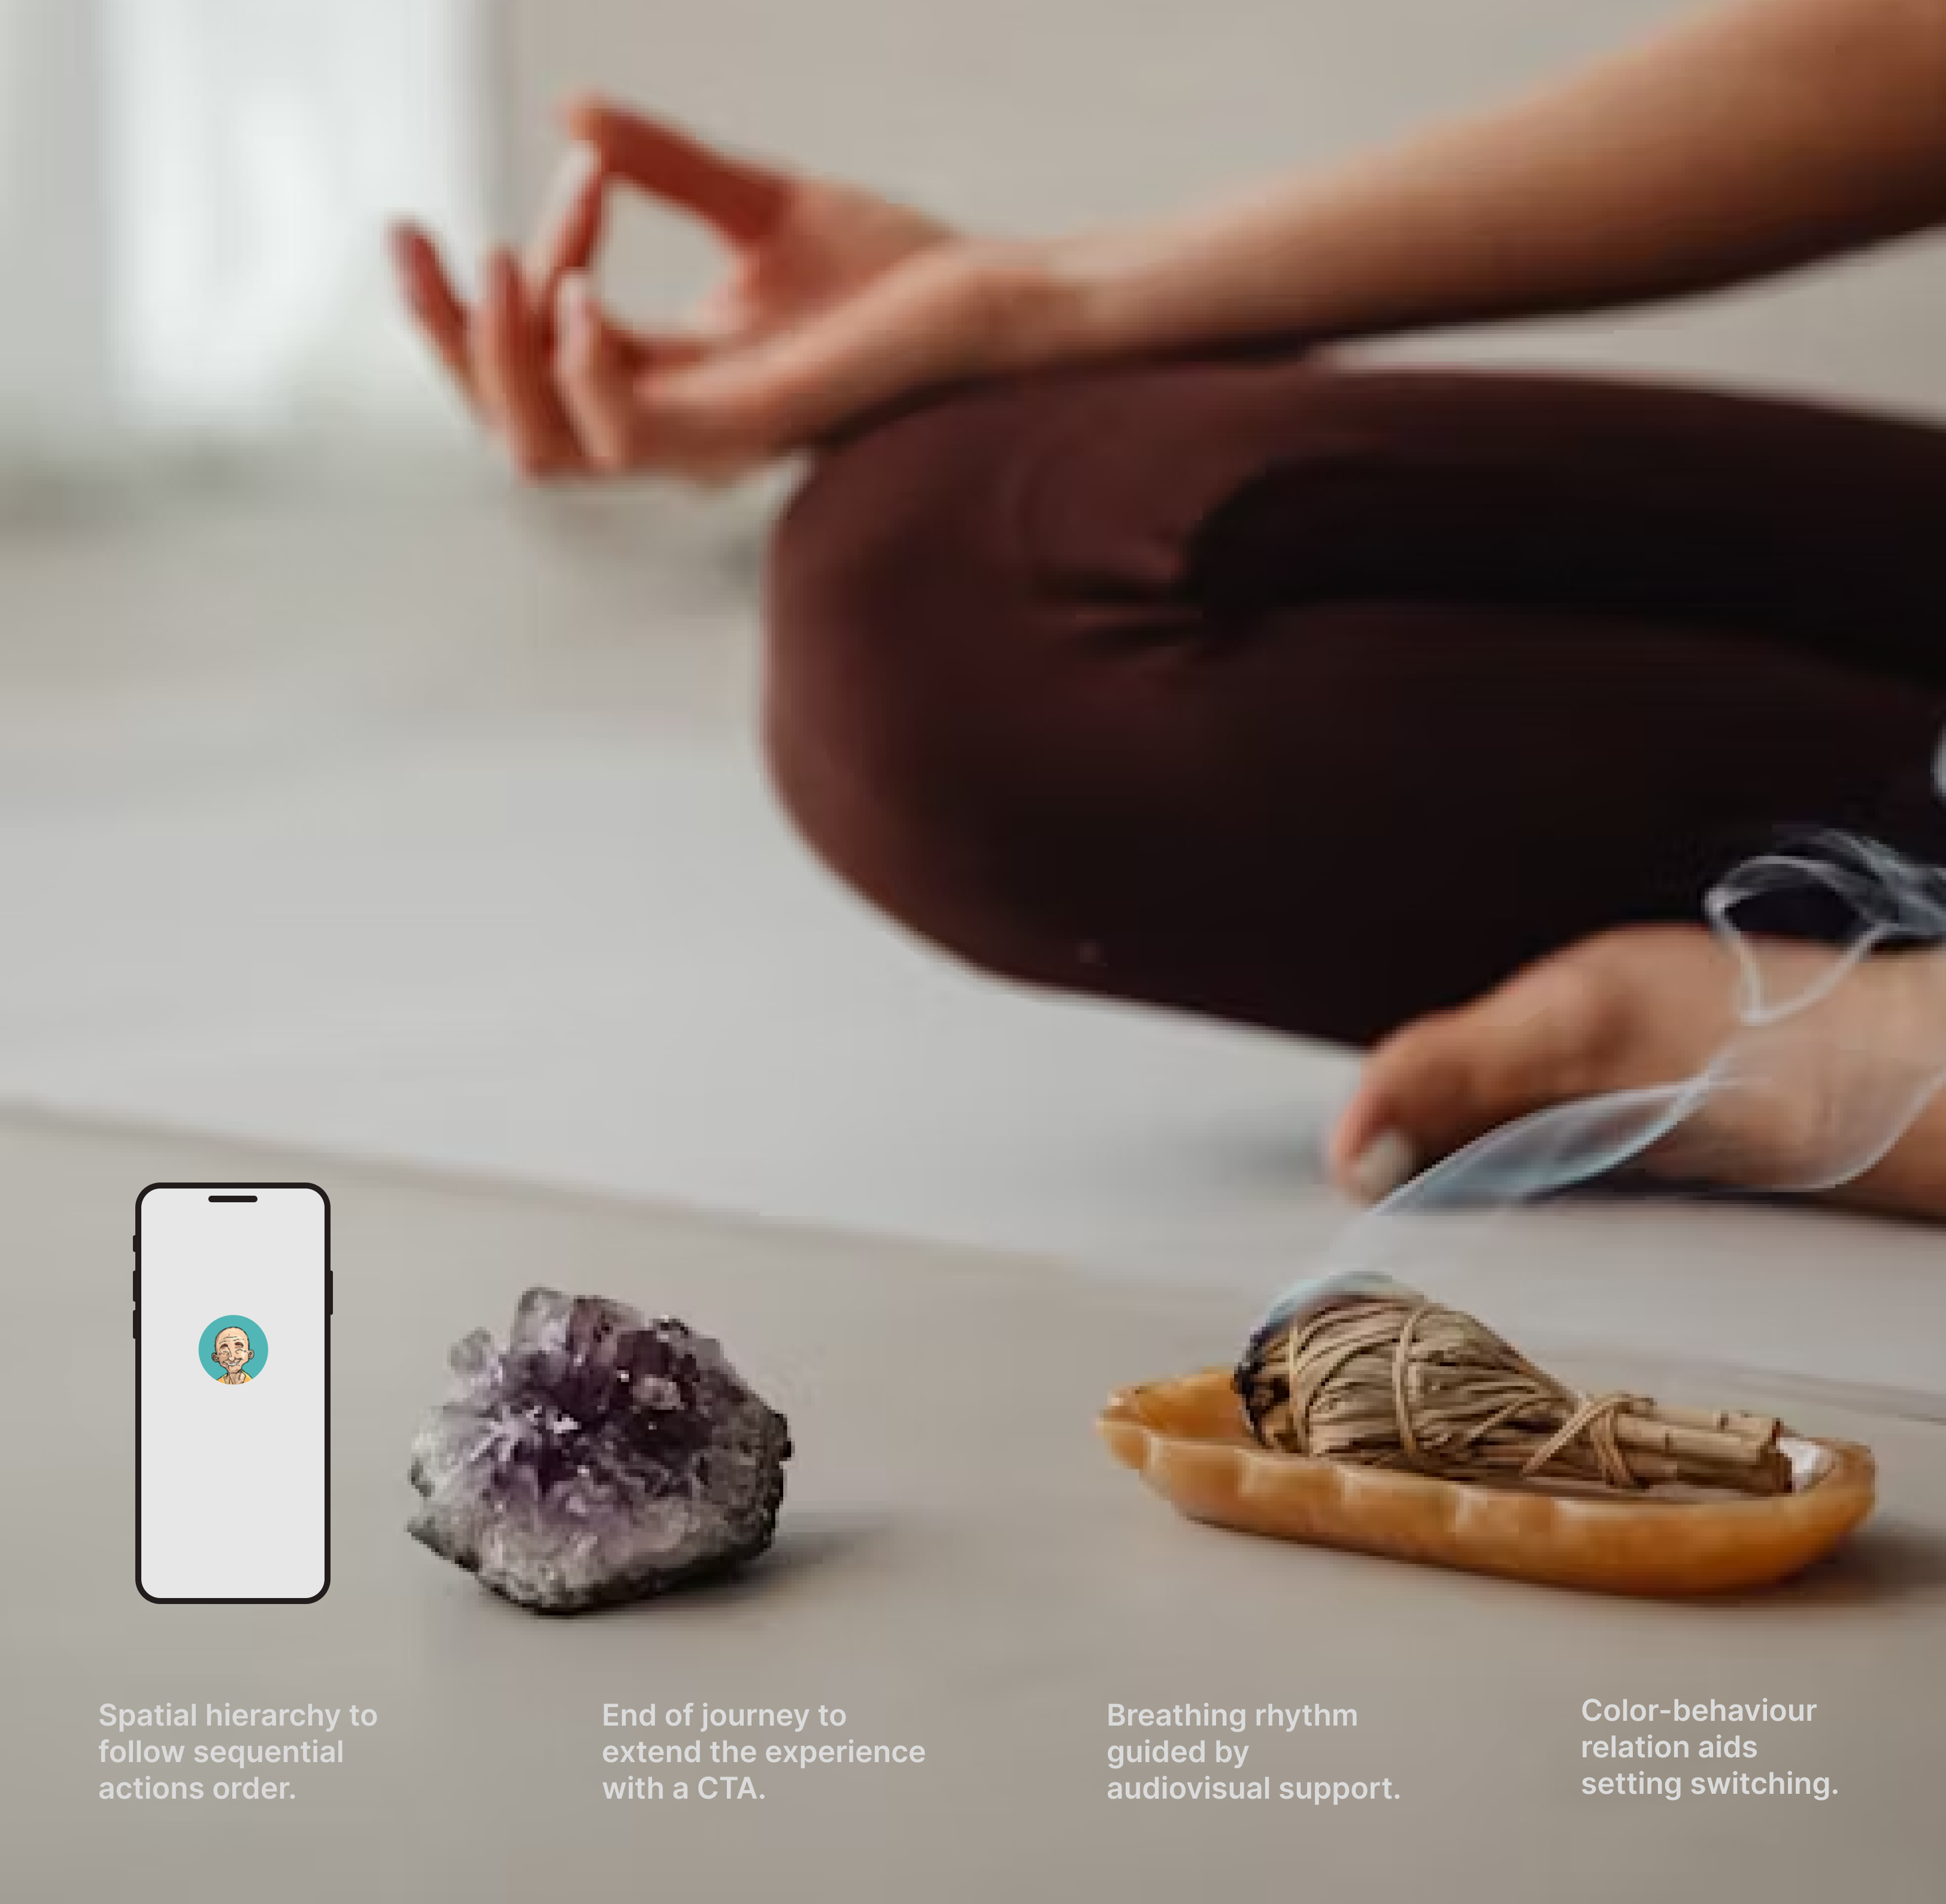 Spatial hierarchy to
follow sequential
actions order.
End of journey to
extend the experience
with a CTA.
Breathing rhythm
guided by
audiovisual support.
Color-behaviour
relation aids
setting switching.